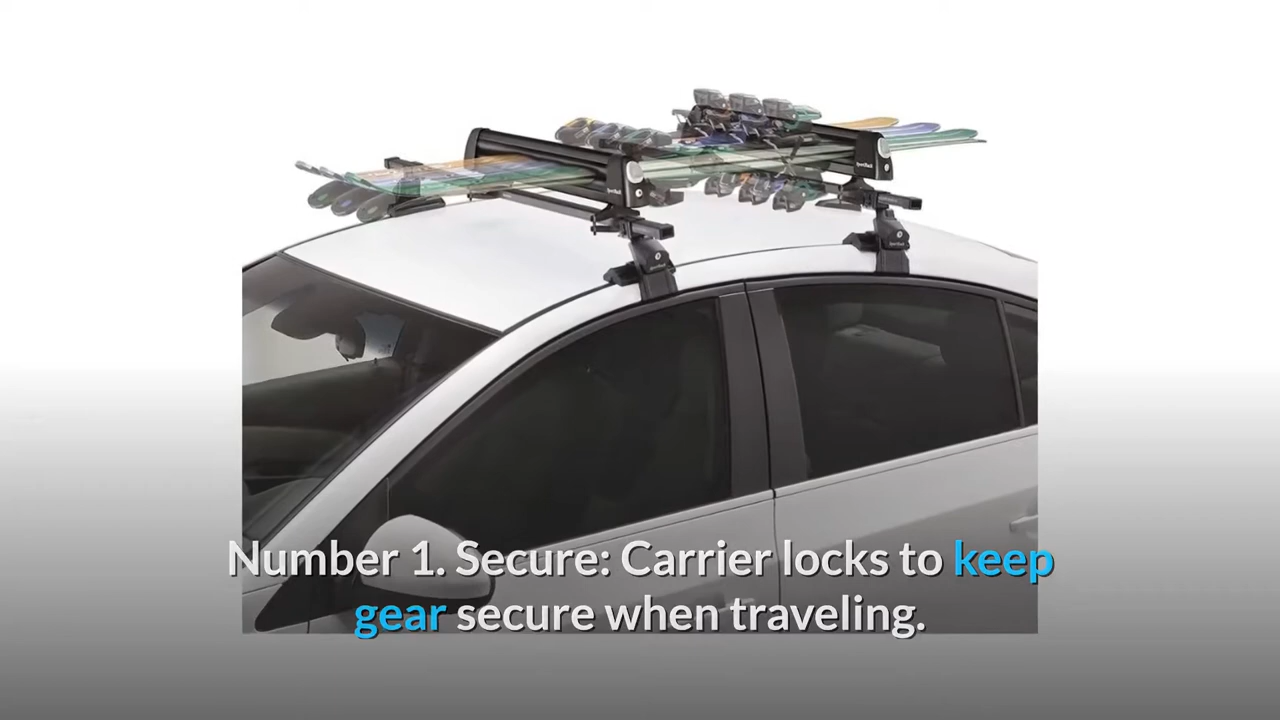 Number 1. Secure: Carrier locks to keep
gear secure when traveling.